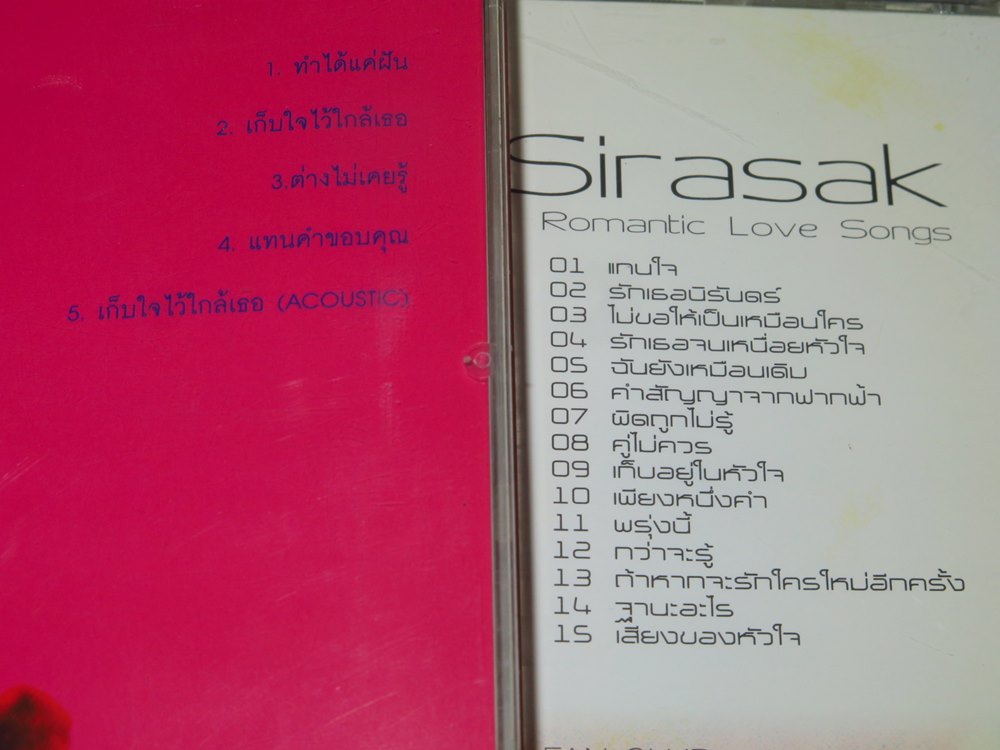 1. ทำได้แค่ฝัน
2. เก็บใจไว้ใกล้เธอ
3.ต่างไม่เคยรู้
4. แทนคำขอบคุณ
5. เก็บใจไว้ใกล้เธอ (ACOUSTIC)
Sirasak
Romantic Love Songs
01 แทนใจ
02 รักเธอนิรันดร์
03 ไม่ขอให้เป็นเหมือนใคร
04 รักเธอจนเหนื่อยหัวใจ
05 ฉันยังเหมือนเดิม
06 คำสัญญาจากฟากฟ้า
07 ผิดถูกไม่รู้
08 คู่ไม่ควร
09 เก็บอยู่ในหัวใจ
10 เพียงหนึ่งคำ
11 พรุ่งนี้
12 กว่าจะรู้
13 ถ้าหากจะรักใครใหม่อีกครั้ง
14 ฐานะอะไร
15 เสียงของหัวใจ